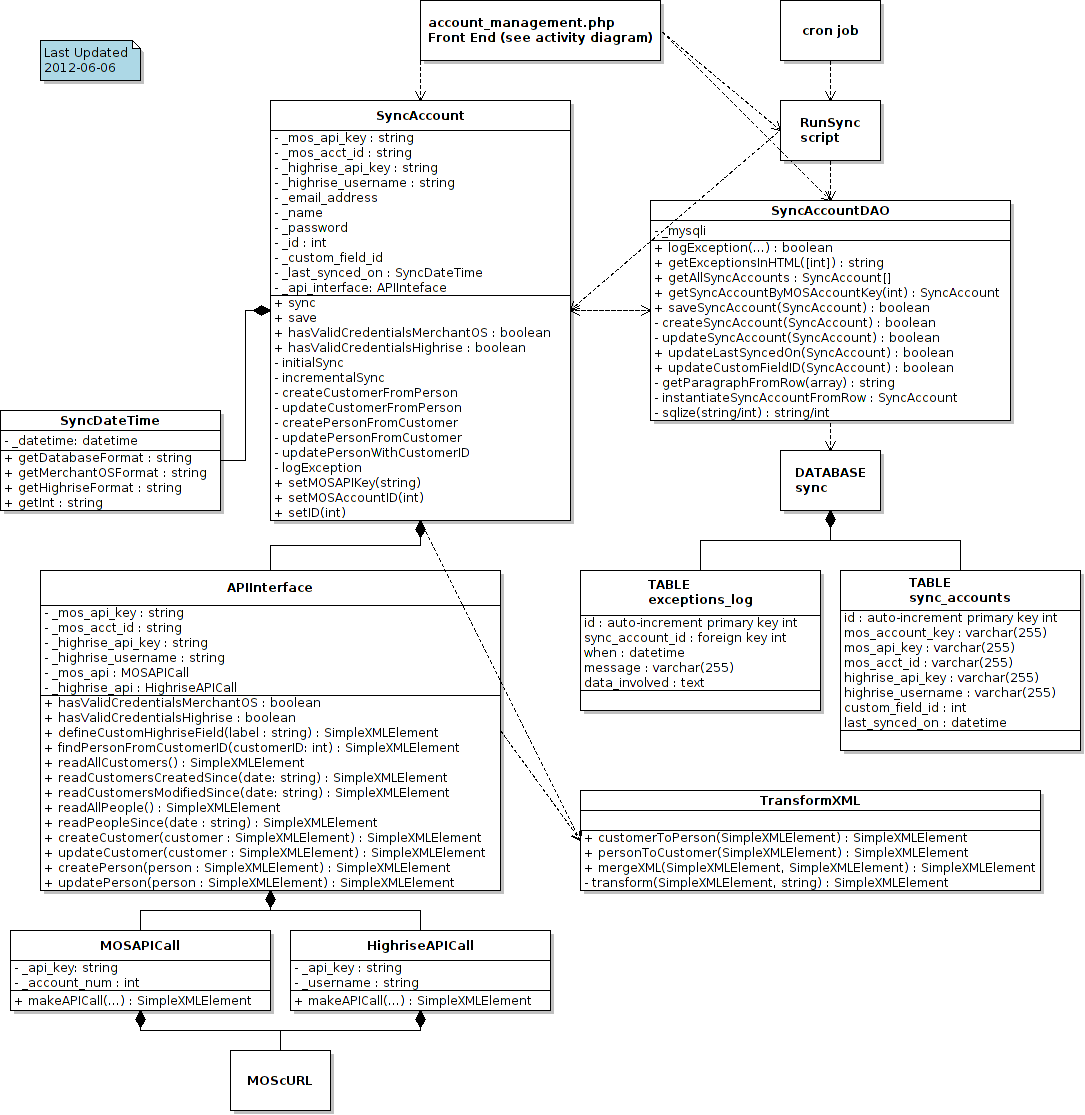 account_management.php
Front End (see activity diagram)
cron job
Last Updated
2012-06-06
SyncAccount
- _mos_api_key : string
- _mos_acct_id : string
- _highrise_api_key : string
- _highrise_username : string
- _email_address
- _name
- _password
- _id : int
- _custom_field_id
- _last_synced_on : SyncDateTime
- _api_interface: APIInteface
+ sync
+ save
+ hasValidCredentialsMerchantOS : boolean
+ hasValidCredentialsHighrise : boolean
- initialSync
- incrementalSync
- createCustomerFromPerson
- updateCustomerFromPerson
- createPersonFromCustomer
- updatePersonFromCustomer
- updatePersonWithCustomerID
- logException
+ setMOSAPIKey(string)
+ setMOSAccountID(int)
+ setID(int)
RunSync
script
SyncAccountDAO
- _mysqli
+ logException(...) : boolean
+ getExceptionsInHTML([int]) : string
+ getAllSyncAccounts : SyncAccount[]
+ getSyncAccountByMOSAccountKey(int) : SyncAccount
+ saveSyncAccount(SyncAccount) : boolean
- createSyncAccount(SyncAccount) : boolean
- updateSyncAccount(SyncAccount) : boolean
+ updateLastSyncedOn(SyncAccount) : boolean
+ updateCustomFieldID(SyncAccount) : boolean
- getParagraphFromRow(array) : string
- instantiateSyncAccountFromRow : SyncAccount
- sqlize(string/int) : string/int
SyncDateTime
- _datetime: datetime
+ getDatabaseFormat : string
+ getMerchantOSFormat : string
+ getHighriseFormat : string
+ getInt : string
DATABASE
sync
APIInterface
- _mos_api_key : string
- _mos_acct_id : string
- _highrise_api_key : string
- _highrise_username : string
- _mos_api : MOSAPICall
- _highrise_api : HighriseAPICall
+ hasValidCredentialsMerchantOS : boolean
+ hasValidCredentialsHighrise : boolean
+ defineCustomHighriseField(label : string) : SimpleXMLElement
+ findPersonFromCustomerID(customerID: int) : SimpleXMLElement
+ readAllCustomers() : SimpleXMLElement
+ readCustomersCreatedSince(date: string) : SimpleXMLElement
+ readCustomersModifiedSince(date: string) : SimpleXMLElement
+ readAllPeople() : SimpleXMLElement
+ readPeopleSince(date : string) : SimpleXMLElement
+ createCustomer(customer : SimpleXMLElement) : SimpleXMLElement
+ updateCustomer(customer : SimpleXMLElement) : SimpleXMLElement
+ createPerson(person : SimpleXMLElement) : SimpleXMLElement
+ updatePerson(person : SimpleXMLElement) : SimpleXMLElement
TABLE
exceptions_log
id : auto-increment primary key int
sync_account_id : foreign key int
when : datetime
message : varchar(255)
data_involved : text
TABLE
sync_accounts
id : auto-increment primary key int
mos_account_key : varchar(255)
mos_api_key : varchar(255)
mos_acct_id : varchar(255)
highrise_api_key : varchar(255)
highrise_username : varchar(255)
custom_field_id : int
last_synced_on : datetime
TransformXML
+ customerToPerson(SimpleXMLElement) : SimpleXMLElement
+ personToCustomer(SimpleXMLElement) : SimpleXMLElement
+ mergeXML(SimpleXMLElement, SimpleXMLElement) : SimpleXMLElement
- transform(SimpleXMLElement, string) : SimpleXMLElement
MOSAPICall
- _api_key: string
- _account_num : int
+ makeAPICall(...) : SimpleXMLElement
HighriseAPICall
- _api_key : string
- _username : string
+ makeAPICall(...) : SimpleXMLElement
MOScURL